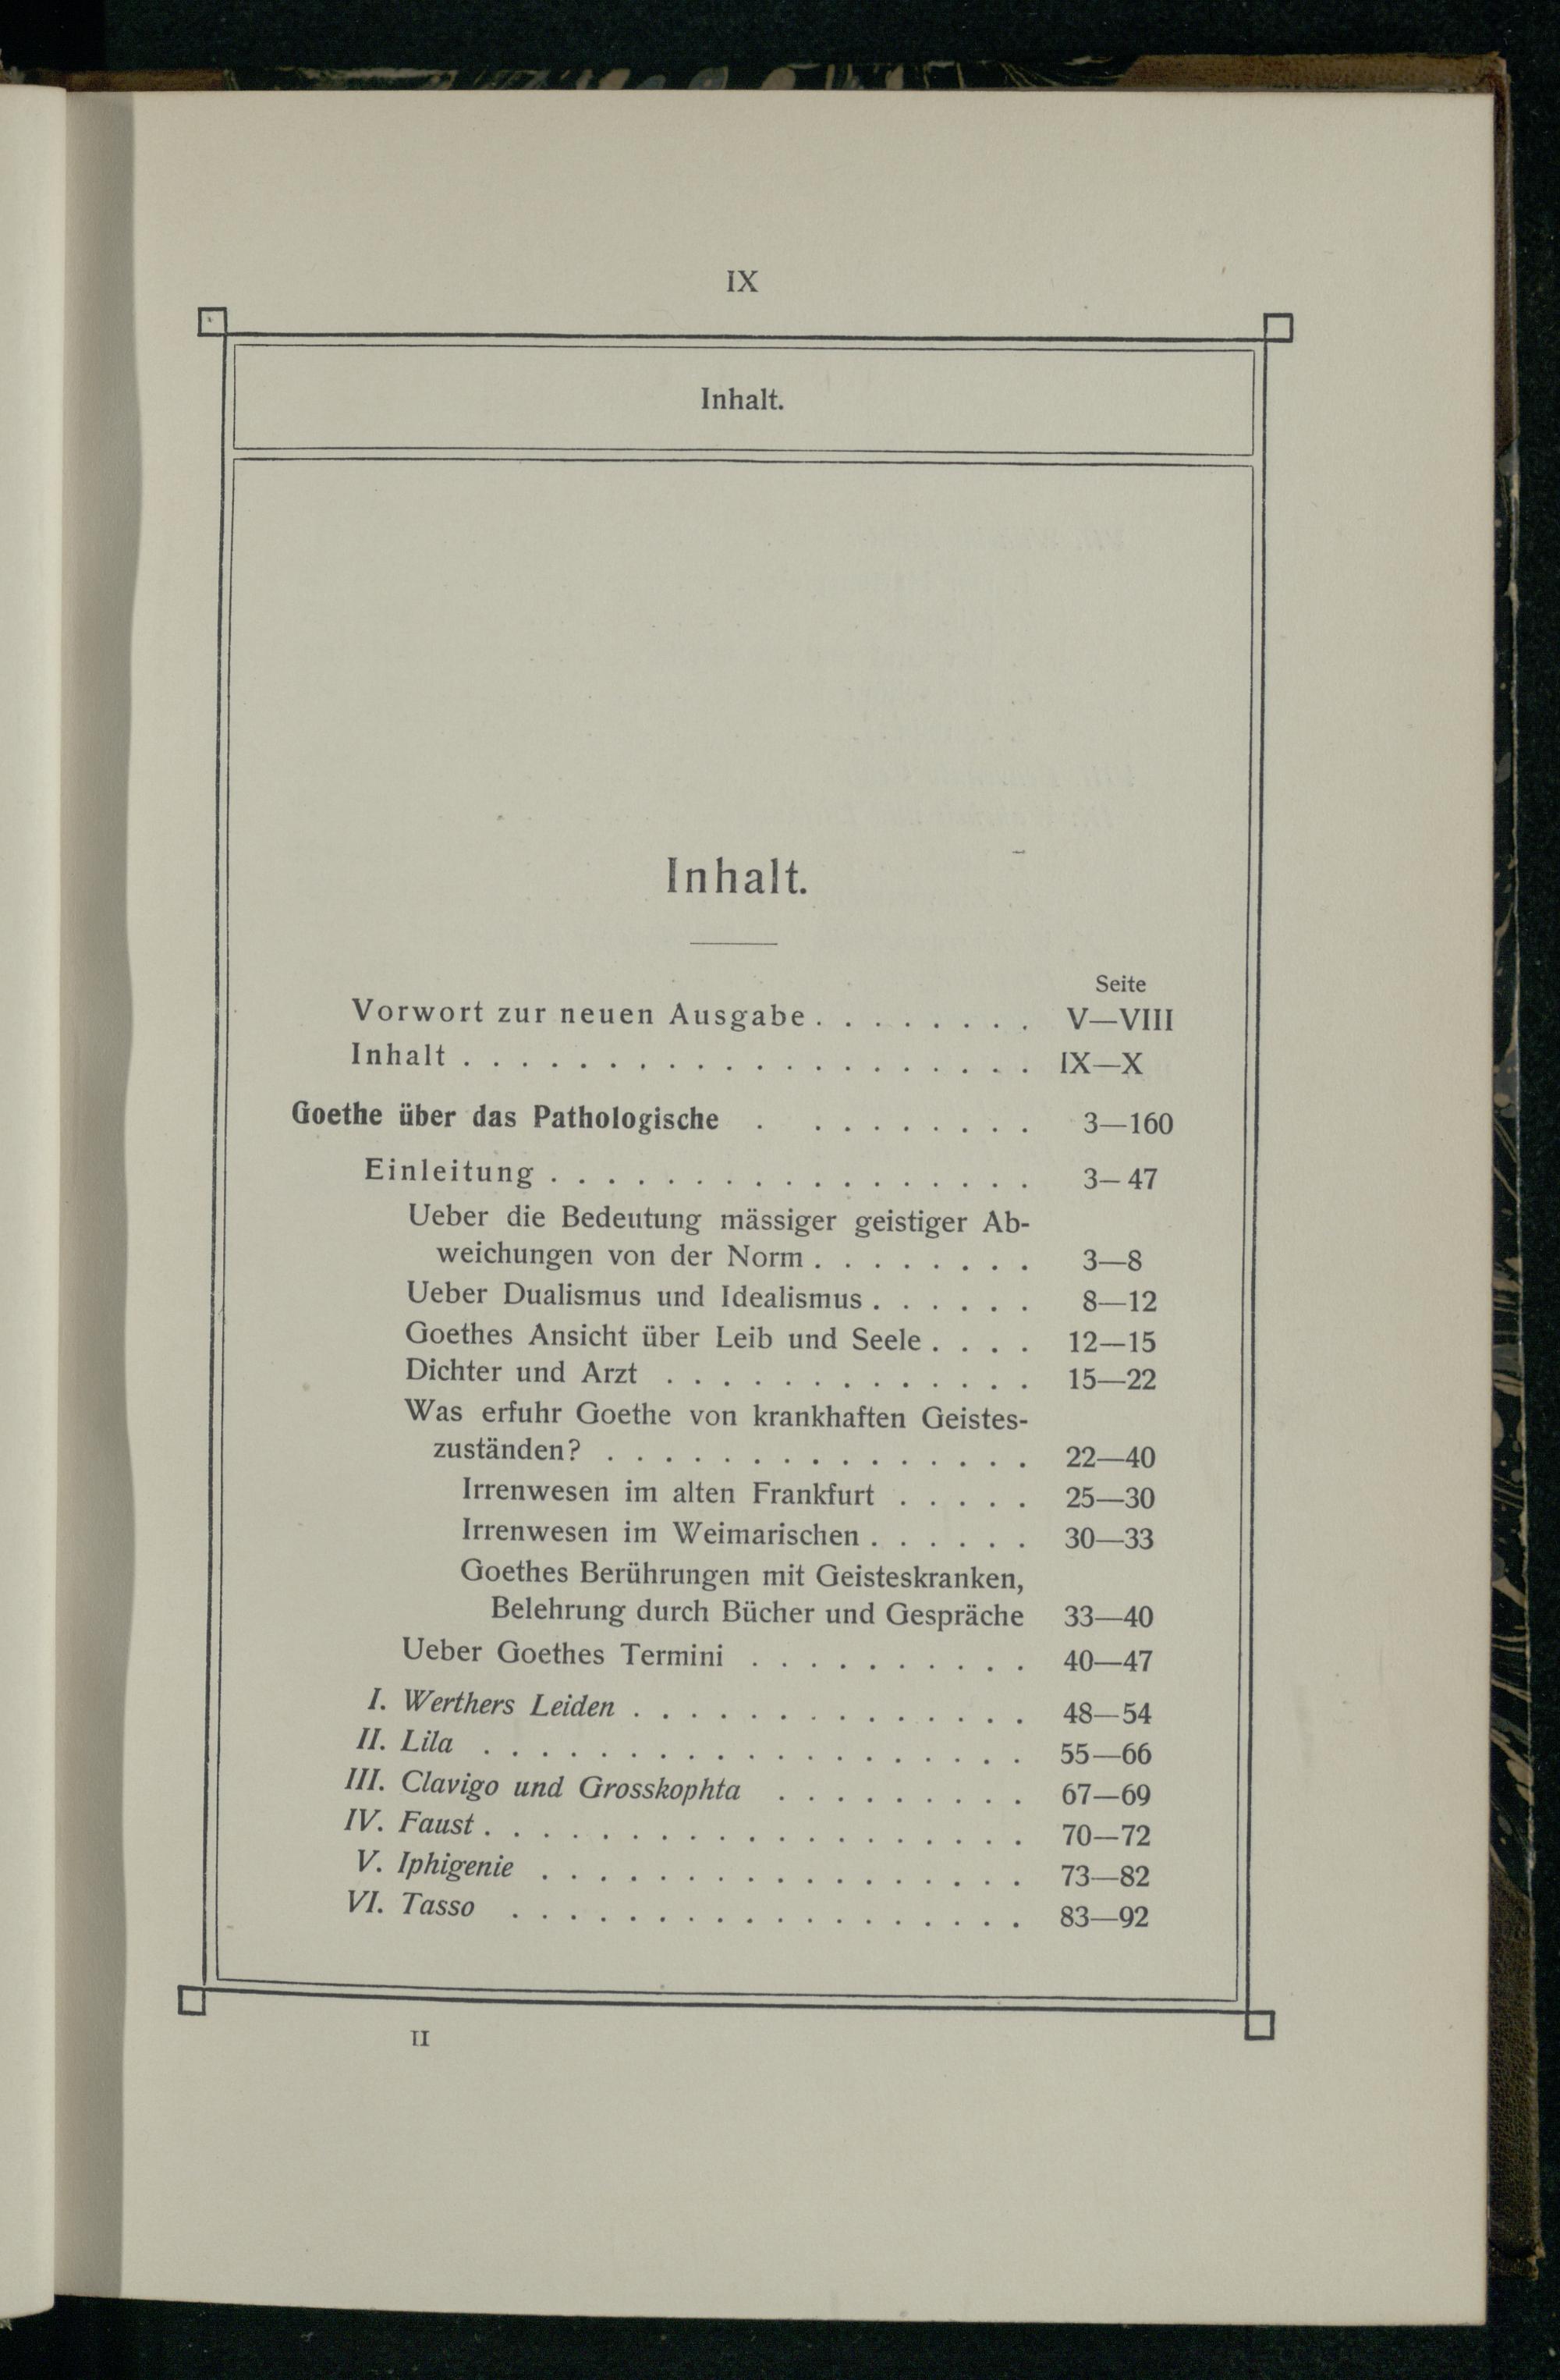 IX
Inhalt.
Inhalt.
Seite
Vorwort zur neuen Ausgabe . . . . . . . . V—VIII
Inhalt . . . . . . . . . . . . . . . . . . . . IX—X
Goethe über das Pathologische . . . . . . . . . 3—160
Einleitung . . . . . . . . . . . . . . . . . 3—47
Ueber die Bedeutung mässiger geistiger Ab-
weichungen von der Norm . . . . . . . . 3—8
Ueber Dualismus und Idealismus . . . . . . 8—12
Goethes Ansicht über Leib und Seele . . . . 12—15
Dichter und Arzt . . . . . . . . . . . . . 15—22
Was erfuhr Goethe von krankhaften Geistes-
zuständen? . . . . . . . . . . . . . . . 22—40
Irrenwesen im alten Frankfurt . . . . . 25—30
Irrenwesen im Weimarischen . . . . . . 30—33
Goethes Berührungen mit Geisteskranken,
Belehrung durch Bücher und Gespräche 33—40
Ueber Goethes Termini . . . . . . . . . . 40—47
I. Werthers Leiden . . . . . . . . . . . . . . 48—54
II. Lila . . . . . . . . . . . . . . . . . . . 55—66
III. Clavigo und Grosskophta . . . . . . . . . 67—69
IV. Faust . . . . . . . . . . . . . . . . . . . 70—72
V. Iphigenie . . . . . . . . . . . . . . . . . 73—82
VI. Tasso . . . . . . . . . . . . . . . . . . 83—92
II